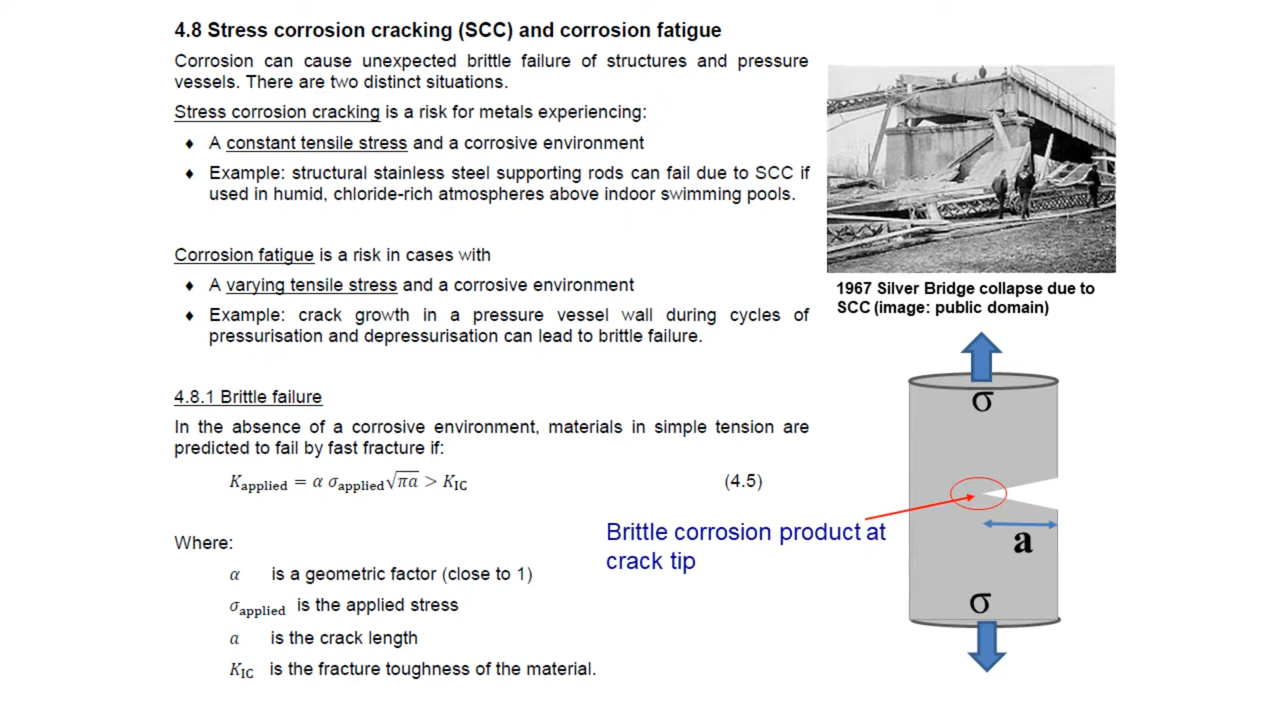 4.8 Stress corrosion cracking (SCC) and corrosion fatigue
Corrosion can cause unexpected brittle failure of structures and pressure
vessels. There are two distinct situations.
Stress corrosion cracking is a risk for metals experiencing:
♦ A constant tensile stress and a corrosive environment
♦ Example: structural stainless steel supporting rods can fail due to SCC if
used in humid, chloride-rich atmospheres above indoor swimming pools.
Corrosion fatigue is a risk in cases with
♦ A varying tensile stress and a corrosive environment
♦ Example: crack growth in a pressure vessel wall during cycles of
pressurisation and depressurisation can lead to brittle failure.
4.8.1 Brittle failure
In the absence of a corrosive environment, materials in simple tension are
predicted to fail by fast fracture if:
K_applied = α σ_applied√πa > K_IC (4.5)
Where:
α is a geometric factor (close to 1)
σ_applied is the applied stress
a is the crack length
K_IC is the fracture toughness of the material.
1967 Silver Bridge collapse due to
SCC (image: public domain)
σ
Brittle corrosion product at
crack tip
a
σ